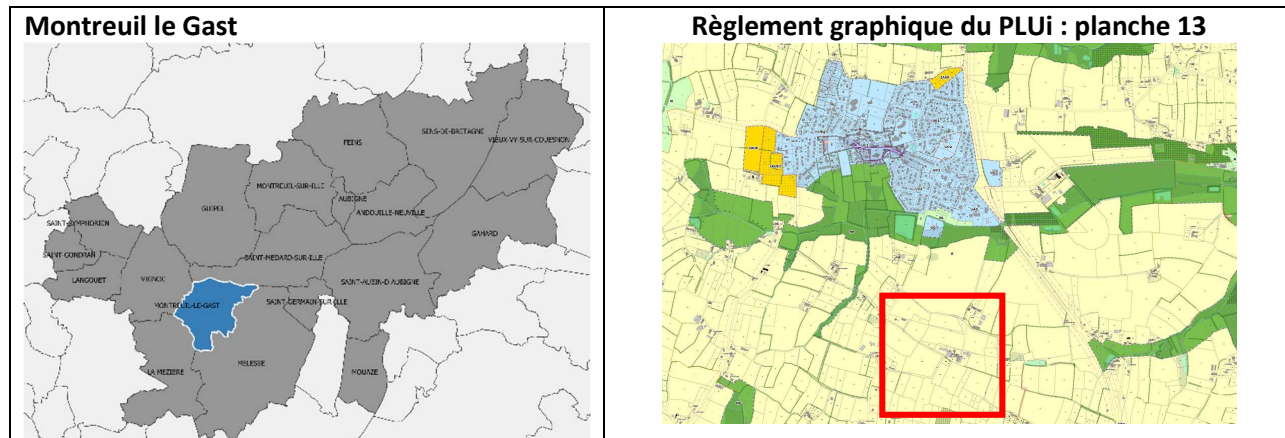 Montreuil le Gast
Règlement graphique du PLUi : planche 13
SENS-DE-BRETAGNE
VIEUX-VY-SUR-COUESNON
FEINS
MONTREUIL-SUR-ILLE
AUBIGNE
ANDOUILLE-NEUVILLE
GUIPEL
SAINT-SYMPHORIEN
GAHARD
SAINT-GONDRAN
SAINT-MEDARD-SUR-ILLE
LANGOUET
VIGNOC
SAINT-AUBIN-D AUBIGNE
MONTREUIL-LE-GAST
SAINT-GERMAIN-SUR-ILLE
LA MEZIERE
MELESSE
MOUAZE